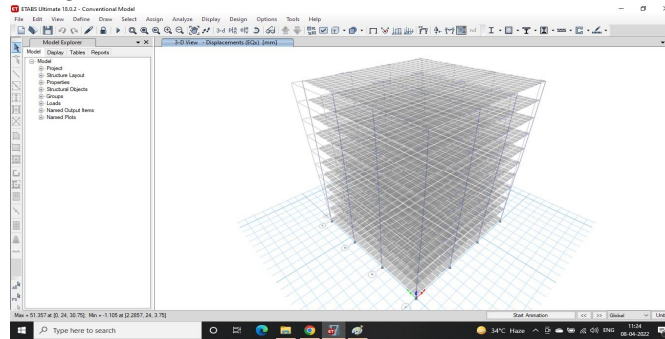 ETABS Ultimate 18.0.2 - Conventional Model
File Edit View Define Draw Select Assign Analyze Display Design Options Tools Help
Model Explorer
3-D View - Displacements (EQx) [mm]
Model Display Tables Reports
Model
Project
Structure Layout
Properties
Structural Objects
Groups
Loads
Named Output Items
Named Plots
Max = 51.357 at [0, 24, 30.75]; Min = -1.105 at [2.2857, 24, 3.75]
Start Animation << >> Global Unit
Type here to search
34°C Haze ENG 11:24
08-04-2022